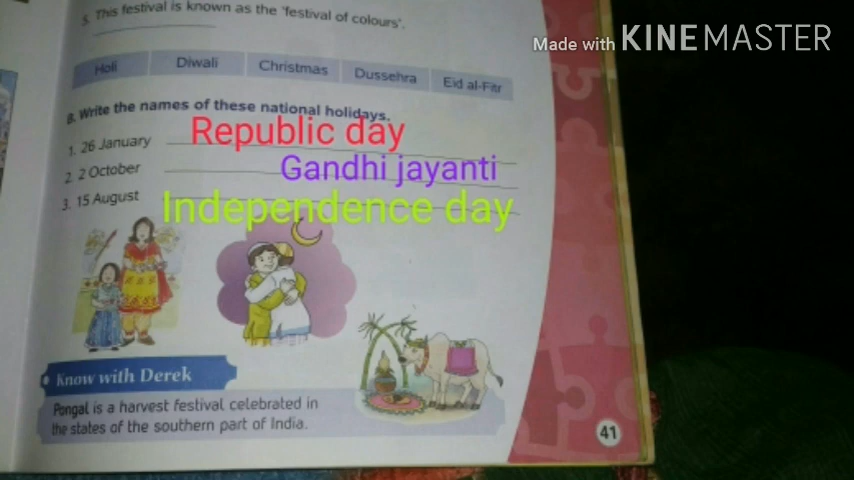 5. This festival is known as the 'festival of colours'.
Made with KINEMASTER
Holi Diwali Christmas Dussehra Eid al-Fitr
B. Write the names of these national holidays.
1. 26 January Republic day
2. 2 October Gandhi jayanti
3. 15 August Independence day
Know with Derek
Pongal is a harvest festival celebrated in
the states of the southern part of India.
41